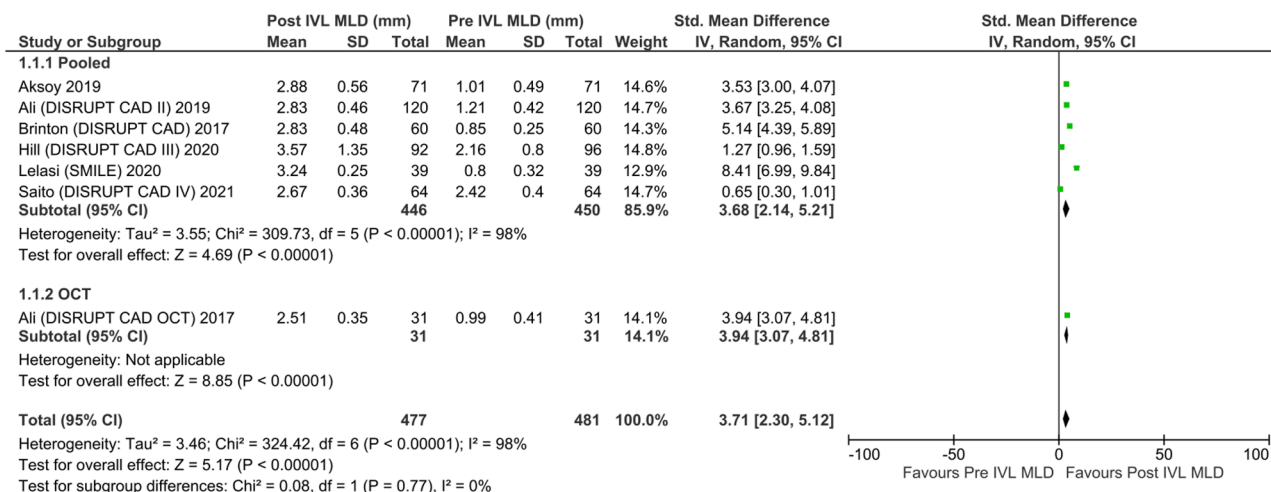 Post IVL MLD (mm) Pre IVL MLD (mm) Std. Mean Difference Std. Mean Difference
Study or Subgroup Mean SD Total Mean SD Total Weight IV, Random, 95% CI IV, Random, 95% CI
1.1.1 Pooled
Aksoy 2019 2.88 0.56 71 1.01 0.49 71 14.6% 3.53 [3.00, 4.07]
Ali (DISRUPT CAD II) 2019 2.83 0.46 120 1.21 0.42 120 14.7% 3.67 [3.25, 4.08]
Brinton (DISRUPT CAD) 2017 2.83 0.48 60 0.85 0.25 60 14.3% 5.14 [4.39, 5.89]
Hill (DISRUPT CAD III) 2020 3.57 1.35 92 2.16 0.8 96 14.8% 1.27 [0.96, 1.59]
Lelasi (SMILE) 2020 3.24 0.25 39 0.8 0.32 39 12.9% 8.41 [6.99, 9.84]
Saito (DISRUPT CAD IV) 2021 2.67 0.36 64 2.42 0.4 64 14.7% 0.65 [0.30, 1.01]
Subtotal (95% CI) 446 450 85.9% 3.68 [2.14, 5.21]
Heterogeneity: Tau² = 3.55; Chi² = 309.73, df = 5 (P < 0.00001); I² = 98%
Test for overall effect: Z = 4.69 (P < 0.00001)
1.1.2 OCT
Ali (DISRUPT CAD OCT) 2017 2.51 0.35 31 0.99 0.41 31 14.1% 3.94 [3.07, 4.81]
Subtotal (95% CI) 31 31 14.1% 3.94 [3.07, 4.81]
Heterogeneity: Not applicable
Test for overall effect: Z = 8.85 (P < 0.00001)
Total (95% CI) 477 481 100.0% 3.71 [2.30, 5.12]
Heterogeneity: Tau² = 3.46; Chi² = 324.42, df = 6 (P < 0.00001); I² = 98%
Test for overall effect: Z = 5.17 (P < 0.00001)
Test for subgroup differences: Chi² = 0.08, df = 1 (P = 0.77), I² = 0%
-100 -50 0 50 100
Favours Pre IVL MLD Favours Post IVL MLD